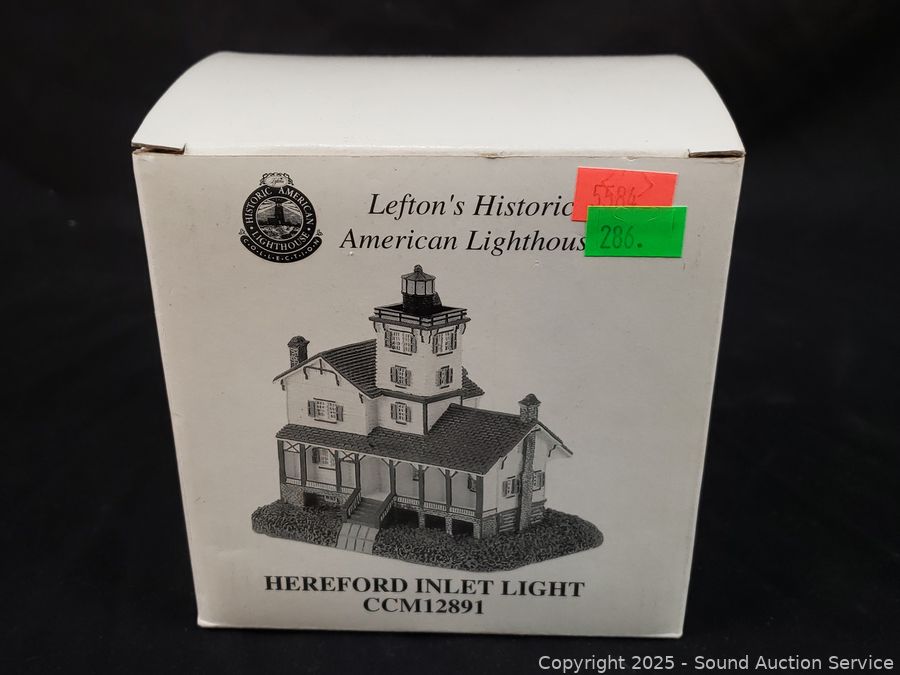 Lefton's
HISTORIC AMERICAN
LIGHTHOUSE
COLLECTION
Lefton's Historic
American Lighthous
5584
286.
HEREFORD INLET LIGHT
CCM12891
Copyright 2025 - Sound Auction Service